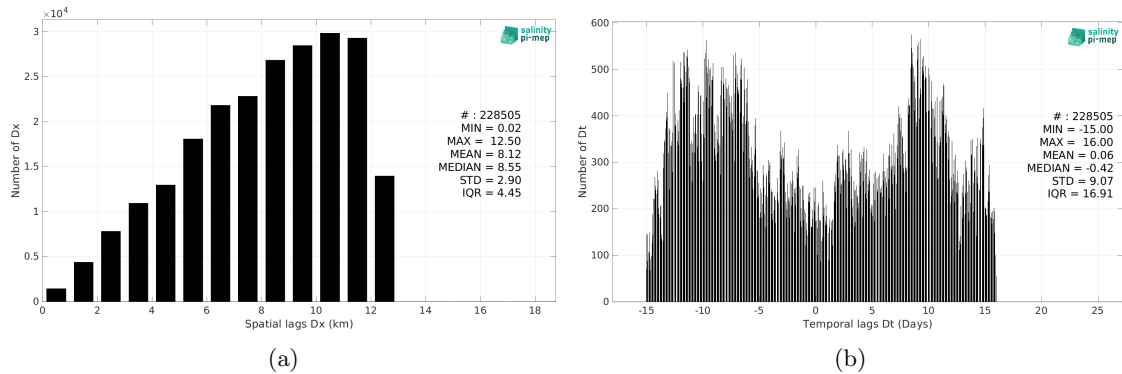 ×10⁴
3
2.5
2
1.5
1
0.5
0
0 2 4 6 8 10 12 14 16 18
Number of Dx
Spatial lags Dx (km)
salinity
pi-mep
# : 228505
MIN = 0.02
MAX = 12.50
MEAN = 8.12
MEDIAN = 8.55
STD = 2.90
IQR = 4.45
(a)
600
500
400
300
200
100
0
-15 -10 -5 0 5 10 15 20 25
Number of Dt
Temporal lags Dt (Days)
salinity
pi-mep
# : 228505
MIN = -15.00
MAX = 16.00
MEAN = 0.06
MEDIAN = -0.42
STD = 9.07
IQR = 16.91
(b)